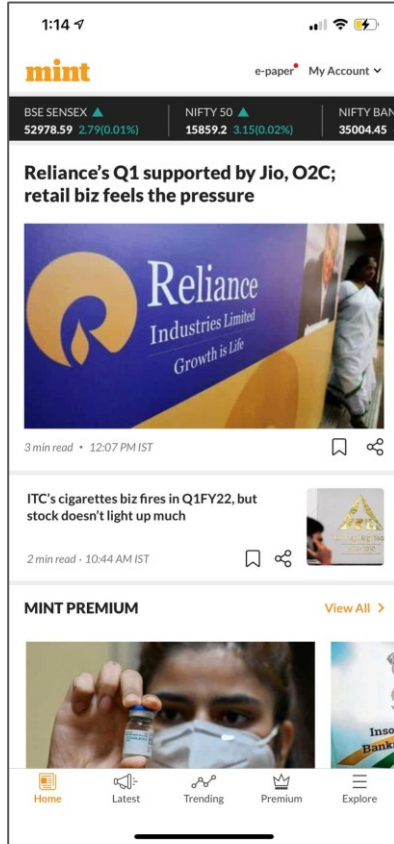 1:14
mint
e-paper My Account
BSE SENSEX NIFTY 50 NIFTY BAN
52978.59 2.79(0.01%) 15859.2 3.15(0.02%) 35004.45
Reliance's Q1 supported by Jio, O2C;
retail biz feels the pressure
Reliance
Industries Limited
Growth is Life
3 min read • 12:07 PM IST
ITC's cigarettes biz fires in Q1FY22, but
stock doesn't light up much
2 min read · 10:44 AM IST
MINT PREMIUM View All >
Inso
Bank
Home Latest Trending Premium Explore